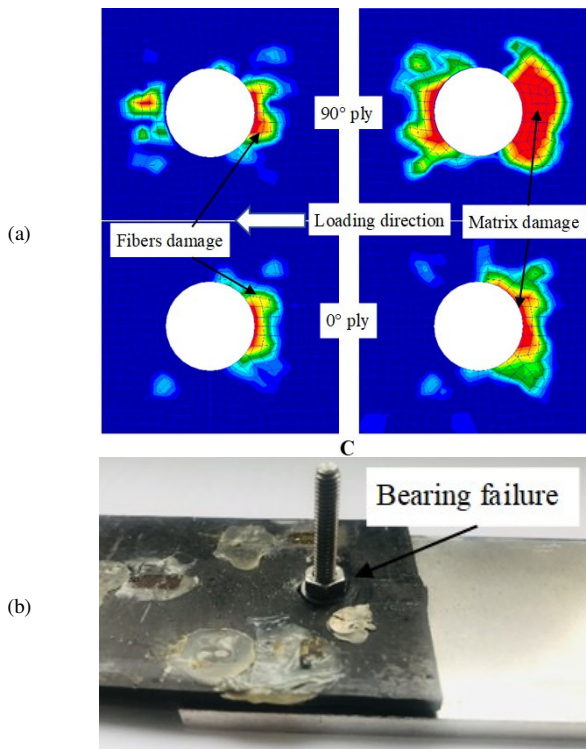 90° ply
(a)
Loading direction
Fibers damage
Matrix damage
0° ply
C
Bearing failure
(b)